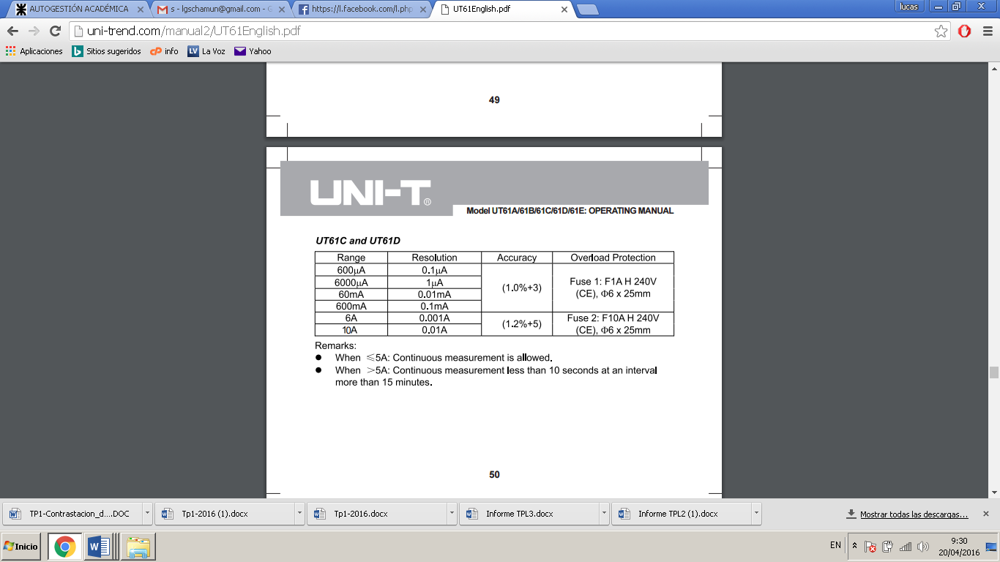 AUTOGESTIÓN ACADÉMICA
s - lgschamun@gmail.com - G
https://l.facebook.com/l.php
UT61English.pdf
lucas
uni-trend.com/manual2/UT61English.pdf
Aplicaciones
Sitios sugeridos
info
LV La Voz
Yahoo
49
UNI-T®
Model UT61A/61B/61C/61D/61E: OPERATING MANUAL
UT61C and UT61D
Range Resolution Accuracy Overload Protection
600μA 0.1μA (1.0%+3) Fuse 1: F1A H 240V (CE), Φ6 x 25mm
6000μA 1μA
60mA 0.01mA
600mA 0.1mA
6A 0.001A (1.2%+5) Fuse 2: F10A H 240V (CE), Φ6 x 25mm
10A 0.01A
Remarks:
● When ≤5A: Continuous measurement is allowed.
● When >5A: Continuous measurement less than 10 seconds at an interval
more than 15 minutes.
50
TP1-Contrastacion_d....DOC
Tp1-2016 (1).docx
Tp1-2016.docx
Informe TPL3.docx
Informe TPL2 (1).docx
Mostrar todas las descargas...
Inicio
EN
9:30
20/04/2016